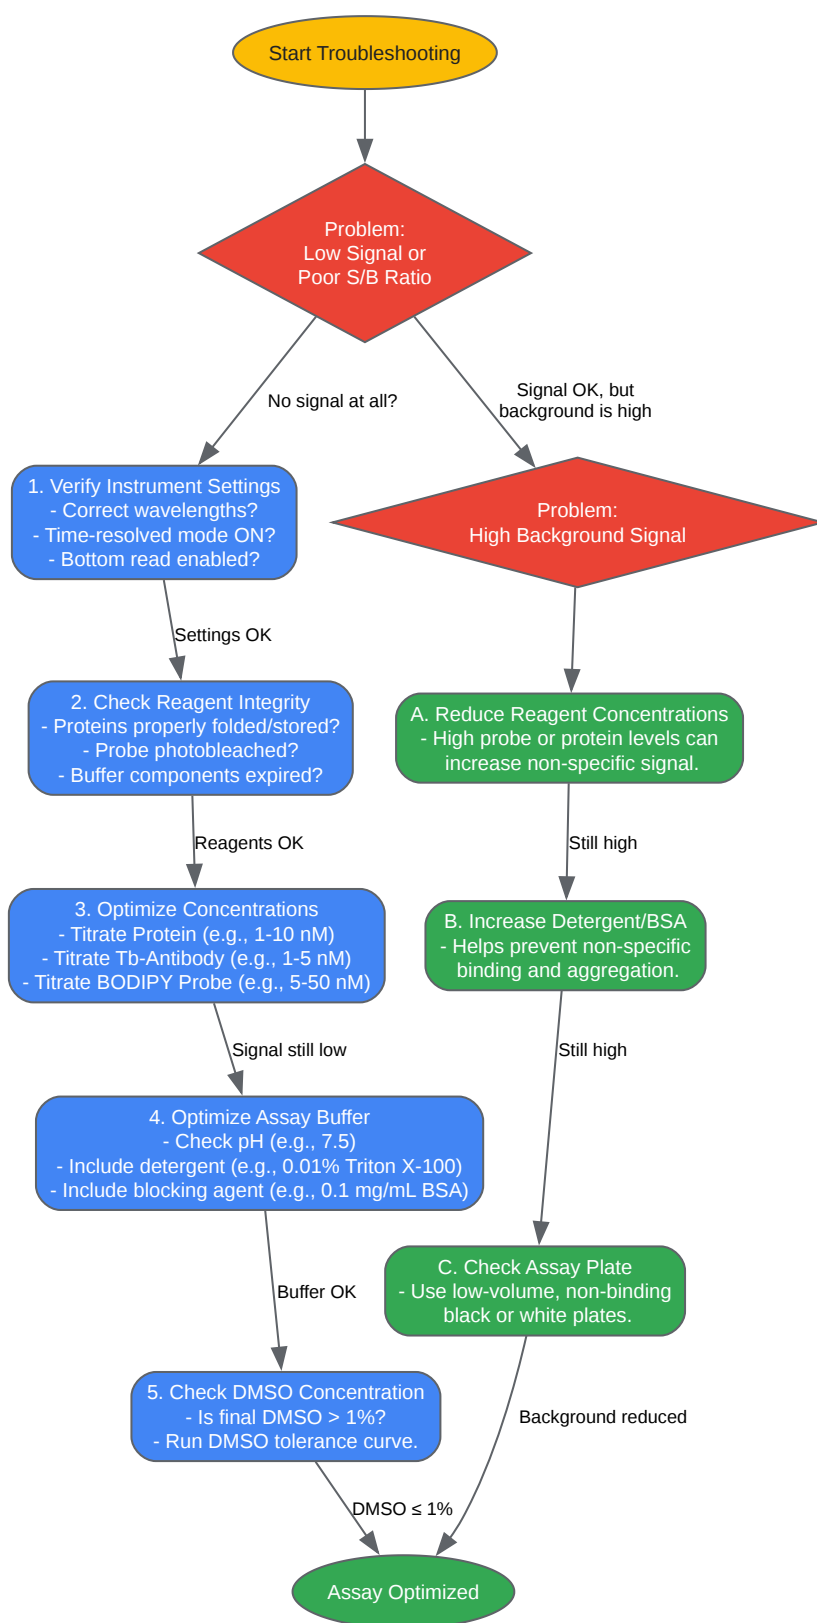 Start Troubleshooting
Problem:
Low Signal or
Poor S/B Ratio
No signal at all?
Signal OK, but
background is high
1. Verify Instrument Settings
- Correct wavelengths?
- Time-resolved mode ON?
- Bottom read enabled?
Problem:
High Background Signal
Settings OK
2. Check Reagent Integrity
- Proteins properly folded/stored?
- Probe photobleached?
- Buffer components expired?
A. Reduce Reagent Concentrations
- High probe or protein levels can
increase non-specific signal.
Reagents OK
Still high
3. Optimize Concentrations
- Titrate Protein (e.g., 1-10 nM)
- Titrate Tb-Antibody (e.g., 1-5 nM)
- Titrate BODIPY Probe (e.g., 5-50 nM)
B. Increase Detergent/BSA
- Helps prevent non-specific
binding and aggregation.
Signal still low
Still high
4. Optimize Assay Buffer
- Check pH (e.g., 7.5)
- Include detergent (e.g., 0.01% Triton X-100)
- Include blocking agent (e.g., 0.1 mg/mL BSA)
Buffer OK
C. Check Assay Plate
- Use low-volume, non-binding
black or white plates.
5. Check DMSO Concentration
- Is final DMSO > 1%?
- Run DMSO tolerance curve.
Background reduced
DMSO ≤ 1%
Assay Optimized